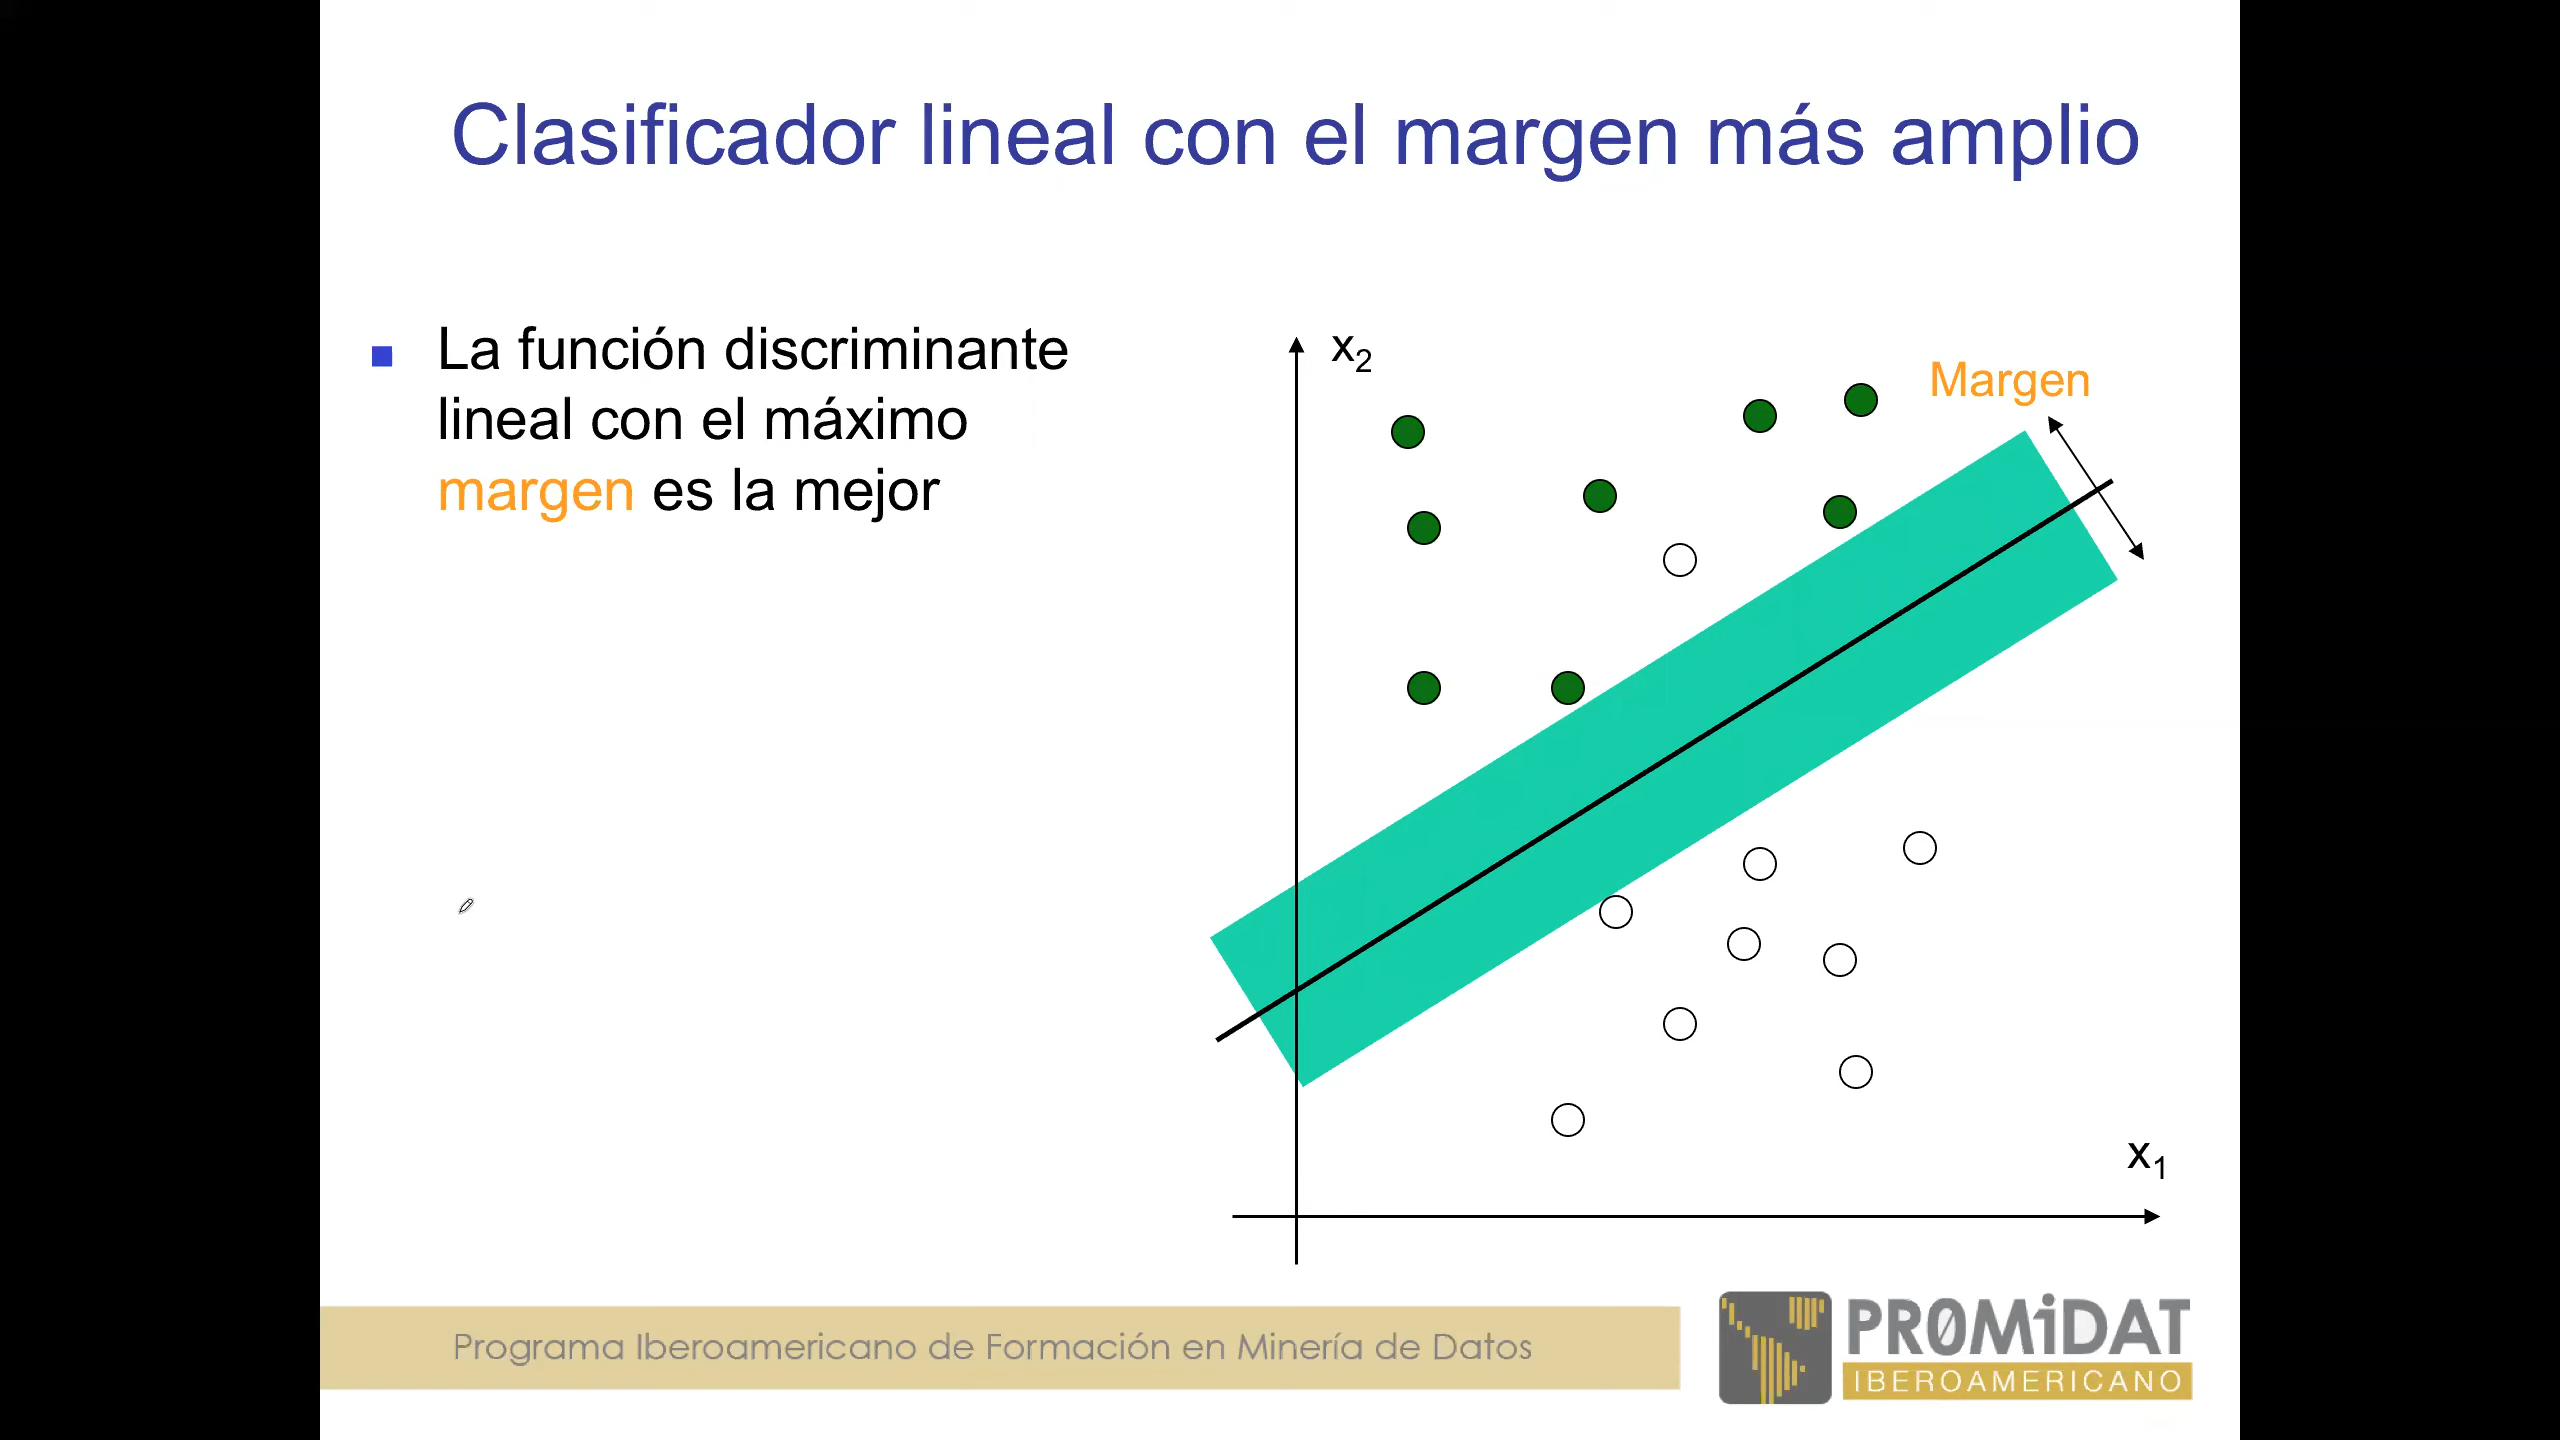 Clasificador lineal con el margen más amplio
La función discriminante
lineal con el máximo
margen es la mejor
x₂
Margen
x₁
Programa Iberoamericano de Formación en Minería de Datos
PR0MiDAT
IBEROAMERICANO